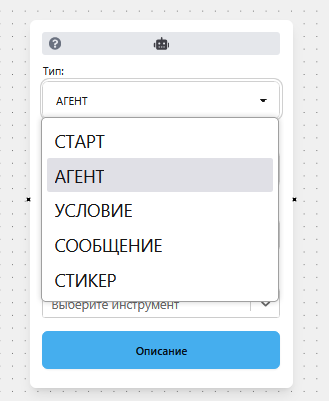 ?
Тип:
АГЕНТ
СТАРТ
АГЕНТ
УСЛОВИЕ
СООБЩЕНИЕ
СТИКЕР
Выберите инструмент
Описание